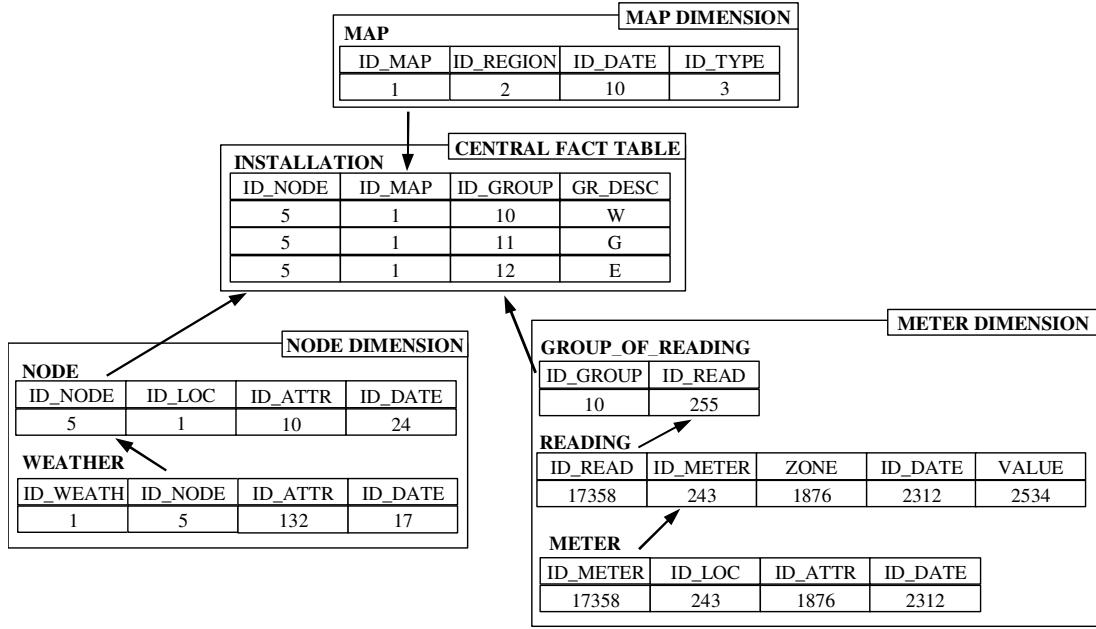 MAP DIMENSION
MAP
ID_MAP ID_REGION ID_DATE ID_TYPE
1 2 10 3
CENTRAL FACT TABLE
INSTALLATION
ID_NODE ID_MAP ID_GROUP GR_DESC
5 1 10 W
5 1 11 G
5 1 12 E
NODE DIMENSION
NODE
ID_NODE ID_LOC ID_ATTR ID_DATE
5 1 10 24
WEATHER
ID_WEATH ID_NODE ID_ATTR ID_DATE
1 5 132 17
METER DIMENSION
GROUP_OF_READING
ID_GROUP ID_READ
10 255
READING
ID_READ ID_METER ZONE ID_DATE VALUE
17358 243 1876 2312 2534
METER
ID_METER ID_LOC ID_ATTR ID_DATE
17358 243 1876 2312